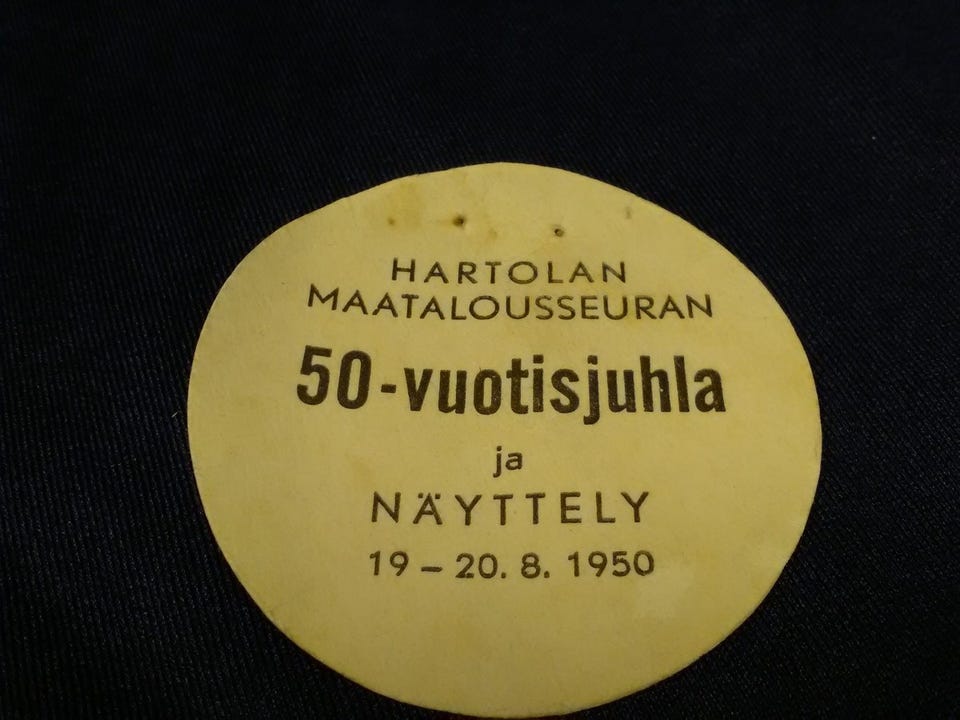 HARTOLAN
MAATALOUSSEURAN
50-vuotisjuhla
ja
NÄYTTELY
19 – 20. 8. 1950